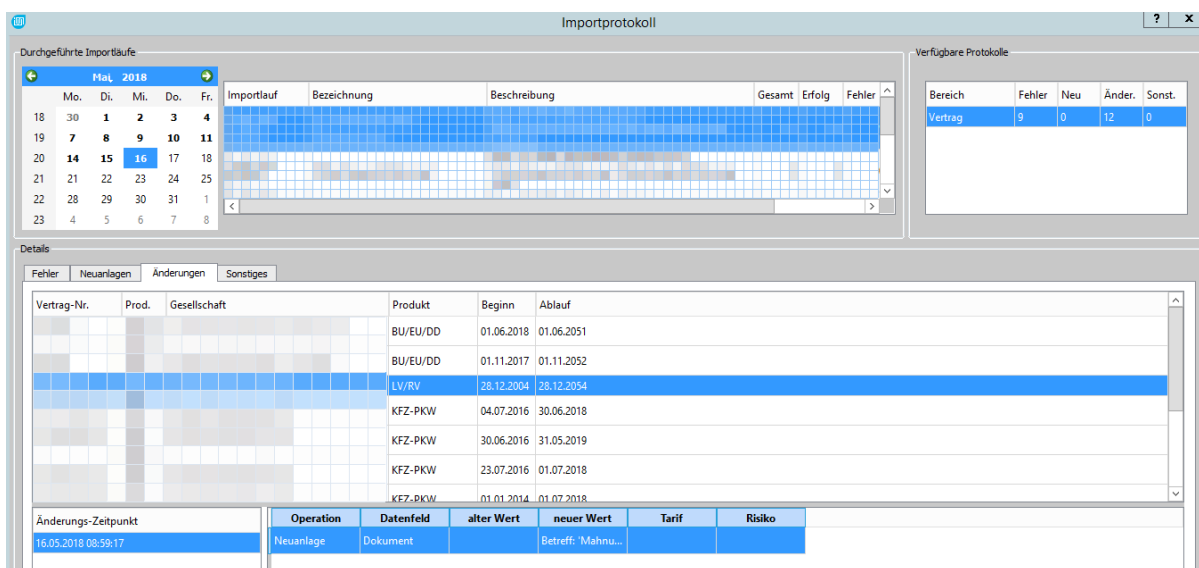 Importprotokoll ? x
Durchgeführte Importläufe
Mai, 2018
Mo. Di. Mi. Do. Fr.
18 30 1 2 3 4
19 7 8 9 10 11
20 14 15 16 17 18
21 21 22 23 24 25
22 28 29 30 31 1
23 4 5 6 7 8
Importlauf Bezeichnung Beschreibung Gesamt Erfolg Fehler
Verfügbare Protokolle
Bereich Fehler Neu Änder. Sonst.
Vertrag 9 0 12 0
Details
Fehler Neuanlagen Änderungen Sonstiges
Vertrag-Nr. Prod. Gesellschaft Produkt Beginn Ablauf
BU/EU/DD 01.06.2018 01.06.2051
BU/EU/DD 01.11.2017 01.11.2052
LV/RV 28.12.2004 28.12.2054
KFZ-PKW 04.07.2016 30.06.2018
KFZ-PKW 30.06.2016 31.05.2019
KFZ-PKW 23.07.2016 01.07.2018
KFZ-PKW 01.01.2014 01.07.2018
Änderungs-Zeitpunkt
16.05.2018 08:59:17
Operation Datenfeld alter Wert neuer Wert Tarif Risiko
Neuanlage Dokument Betreff: 'Mahnu...